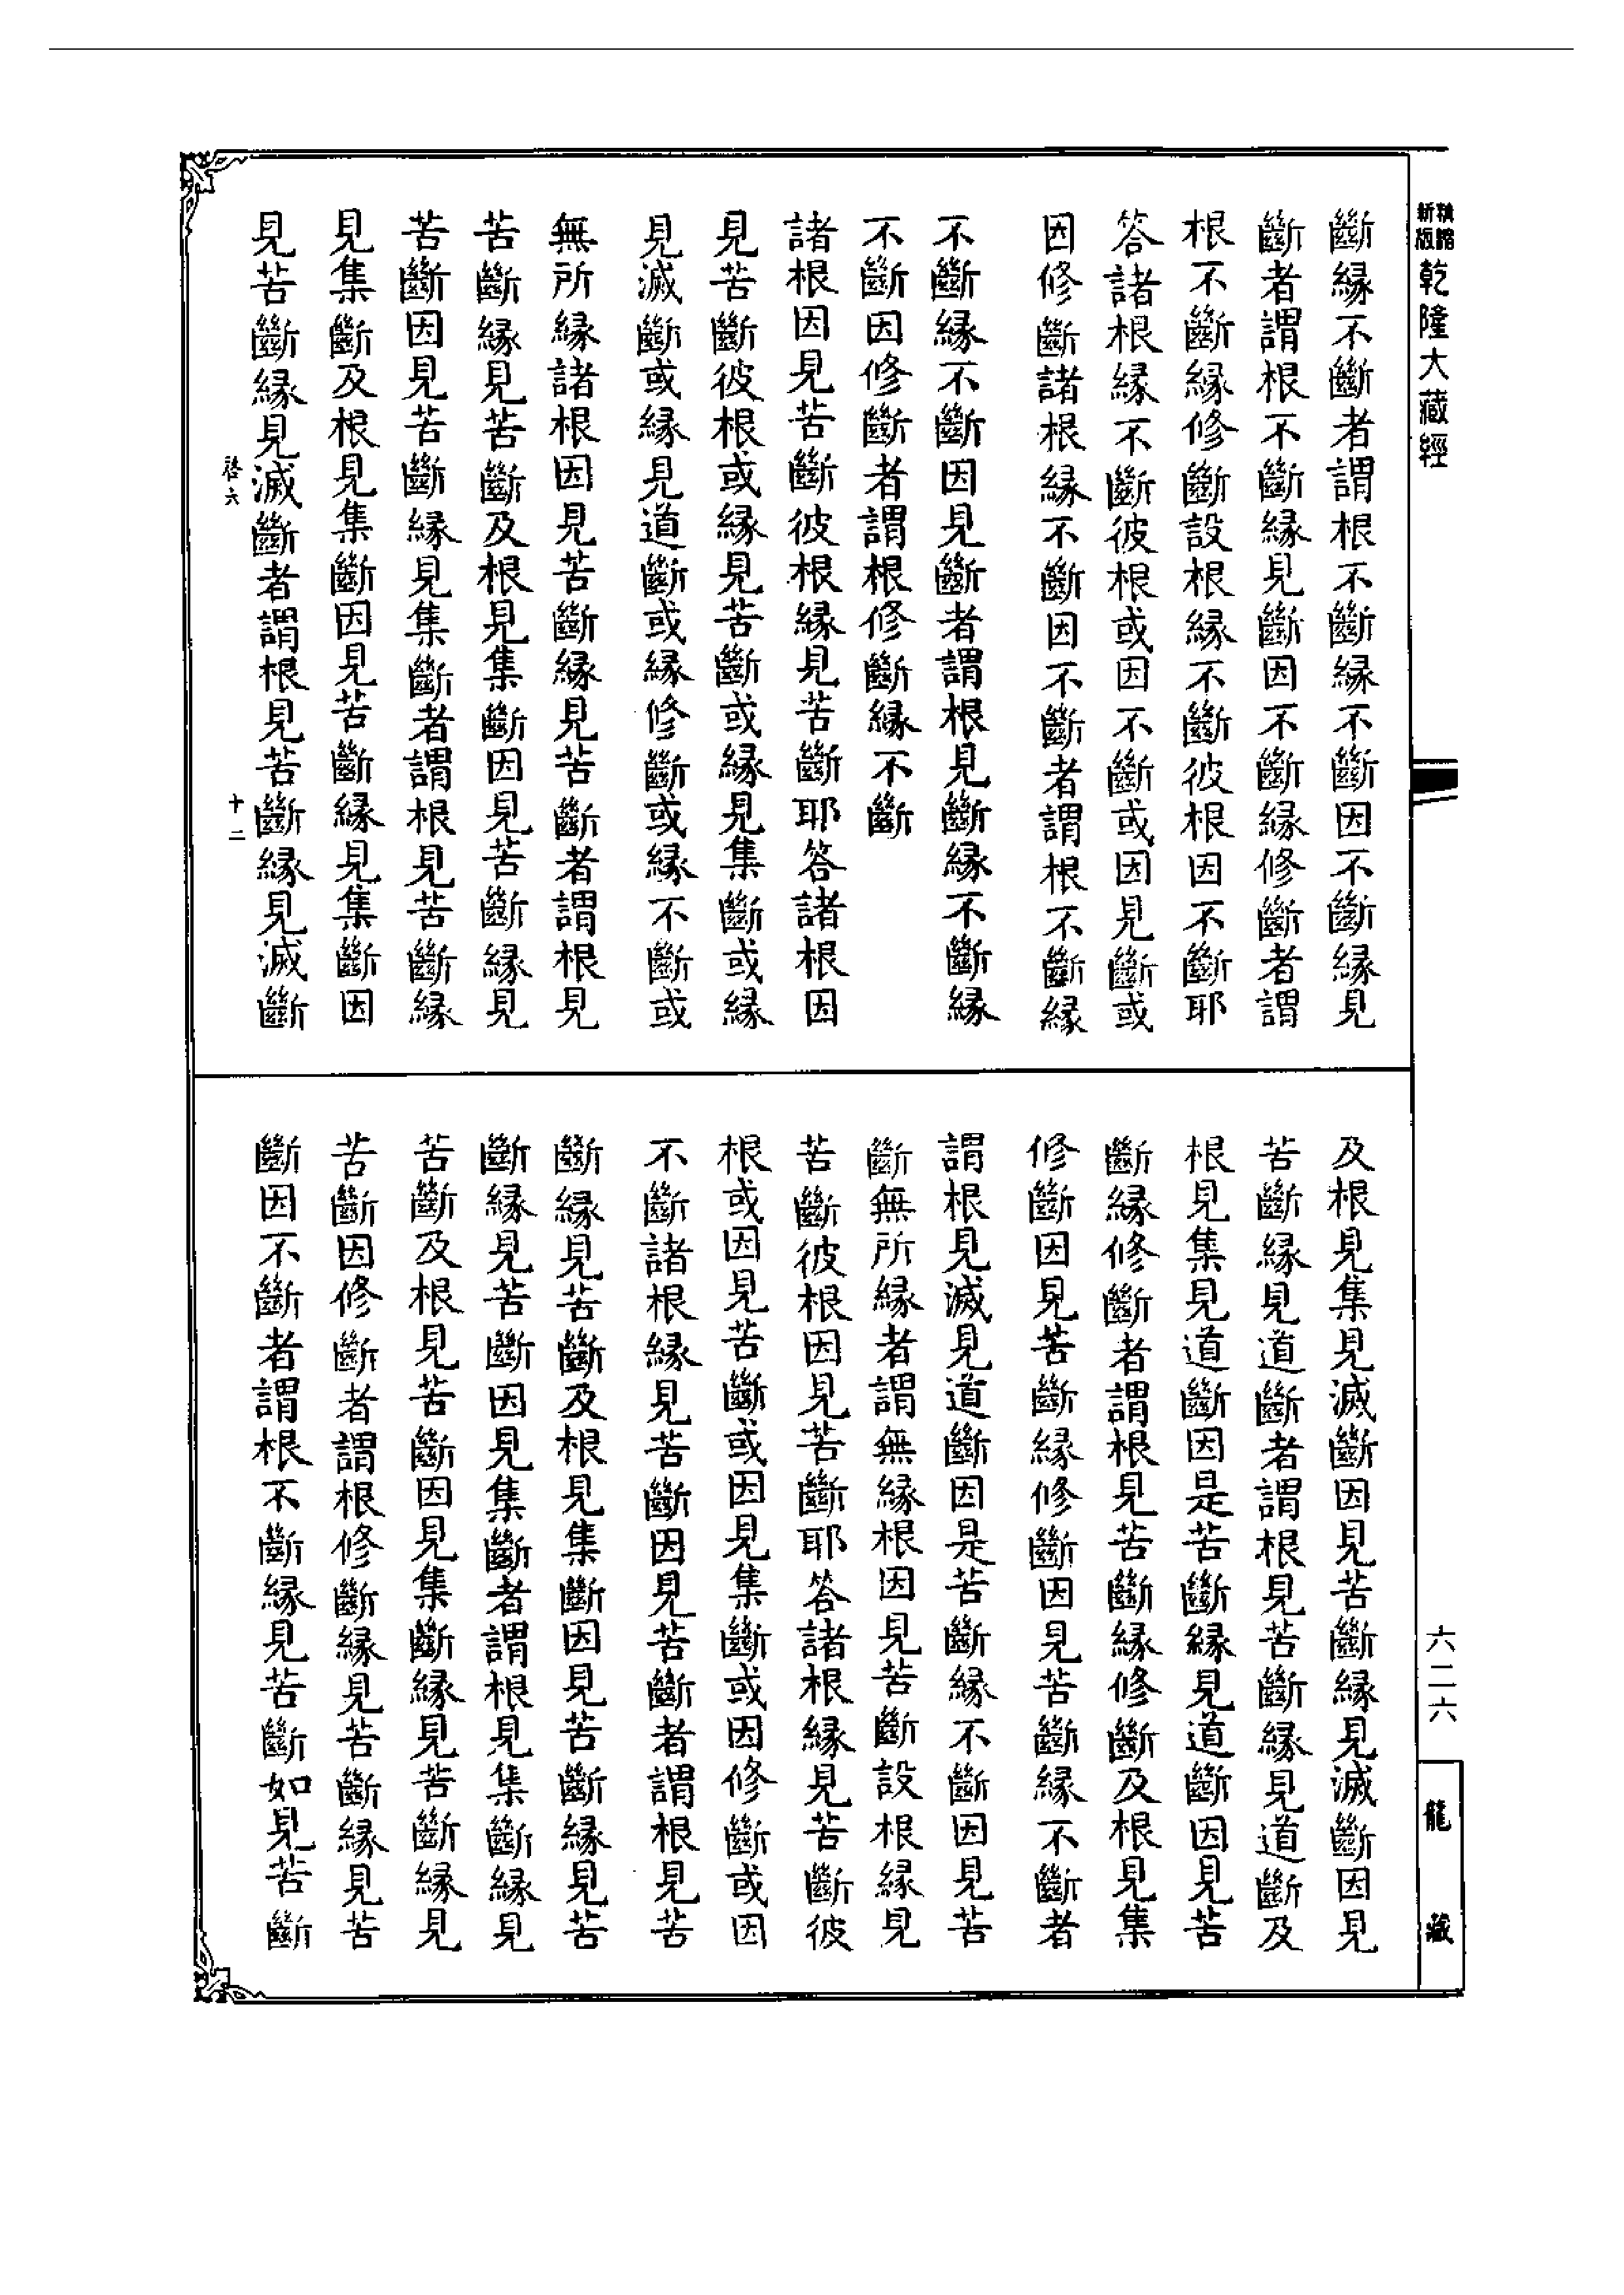 新版
精縮
乾隆大藏經
斷緣不斷者謂根不斷緣不斷因不斷緣見
斷者謂根不斷緣見斷因不斷緣修斷者謂
根不斷緣修斷設根緣不斷彼根因不斷耶
答諸根緣不斷彼根或因不斷或因見斷或
因修斷諸根緣不斷因不斷者謂根不斷緣
不斷緣不斷因見斷者謂根見斷緣不斷緣
不斷因修斷者謂根修斷緣不斷
諸根因見苦斷彼根緣見苦斷耶答諸根因
見苦斷彼根或緣見苦斷或緣見集斷或緣
見滅斷或緣見道斷或緣修斷或緣不斷或
無所緣諸根因見苦斷緣見苦斷者謂根見
苦斷緣見苦斷及根見集斷因見苦斷緣見
苦斷因見苦斷緣見集斷者謂根見苦斷緣
見集斷及根見集斷因見苦斷緣見集斷因
見苦斷緣見滅斷者謂根見苦斷緣見滅斷
啓六
十二
及根見集見滅斷因見苦斷緣見滅斷因見
苦斷緣見道斷者謂根見苦斷緣見道斷及
根見集見道斷因是苦斷緣見道斷因見苦
斷緣修斷者謂根見苦斷緣修斷及根見集
修斷因見苦斷緣修斷因見苦斷緣不斷者
謂根見滅見道斷因是苦斷緣不斷因見苦
斷無所緣者謂無緣根因見苦斷設根緣見
苦斷彼根因見苦斷耶答諸根緣見苦斷彼
根或因見苦斷或因見集斷或因修斷或因
不斷諸根緣見苦斷因見苦斷者謂根見苦
斷緣見苦斷及根見集斷因見苦斷緣見苦
斷緣見苦斷因見集斷者謂根見集斷緣見
苦斷及根見苦斷因見集斷緣見苦斷緣見
苦斷因修斷者謂根修斷緣見苦斷緣見苦
斷因不斷者謂根不斷緣見苦斷如見苦斷
六二六
龍藏